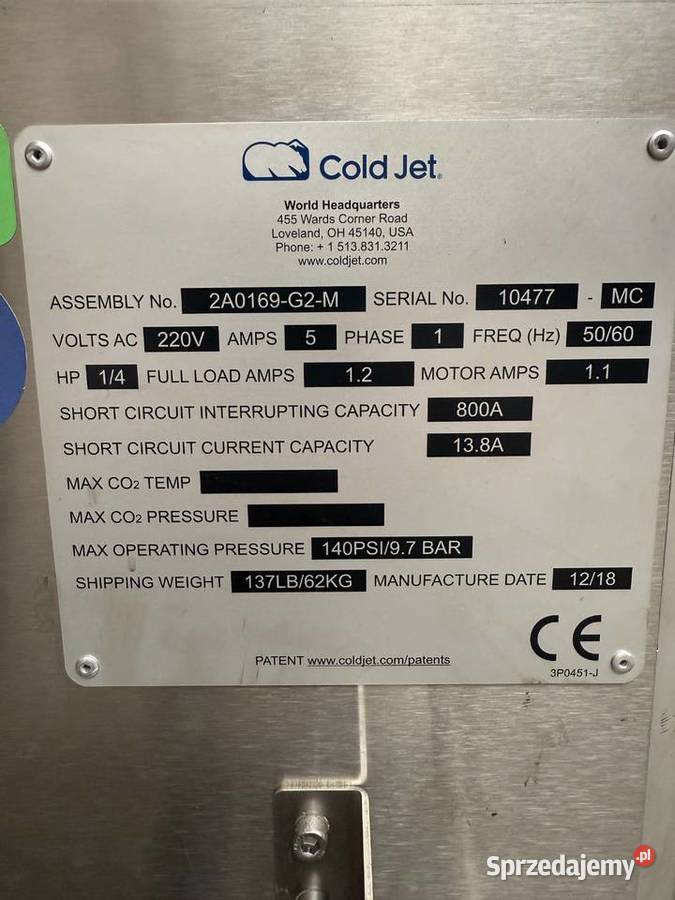 Cold Jet®
World Headquarters
455 Wards Corner Road
Loveland, OH 45140, USA
Phone: + 1 513.831.3211
www.coldjet.com
ASSEMBLY No. 2A0169-G2-M SERIAL No. 10477 - MC
VOLTS AC 220V AMPS 5 PHASE 1 FREQ (Hz) 50/60
HP 1/4 FULL LOAD AMPS 1.2 MOTOR AMPS 1.1
SHORT CIRCUIT INTERRUPTING CAPACITY 800A
SHORT CIRCUIT CURRENT CAPACITY 13.8A
MAX CO₂ TEMP
MAX CO₂ PRESSURE
MAX OPERATING PRESSURE 140PSI/9.7 BAR
SHIPPING WEIGHT 137LB/62KG MANUFACTURE DATE 12/18
CE
PATENT www.coldjet.com/patents
3P0451-J
Sprzedajemy.pl